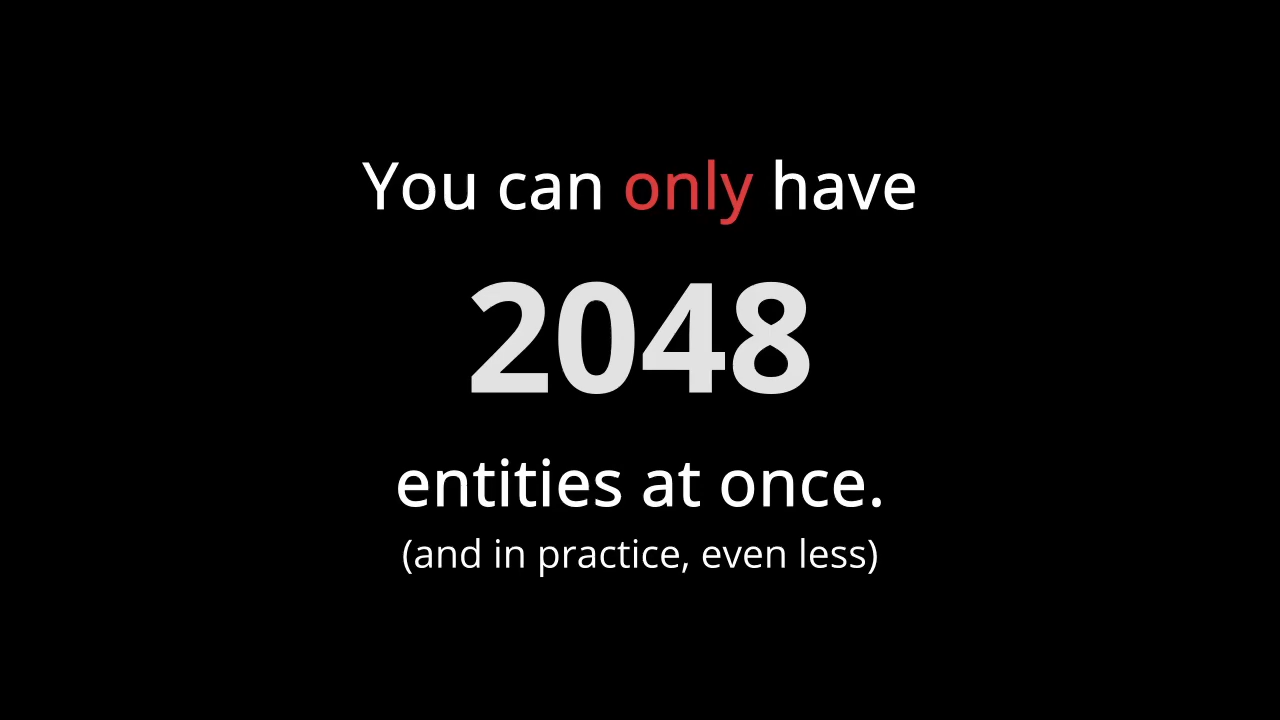 You can only have
2048
entities at once.
(and in practice, even less)